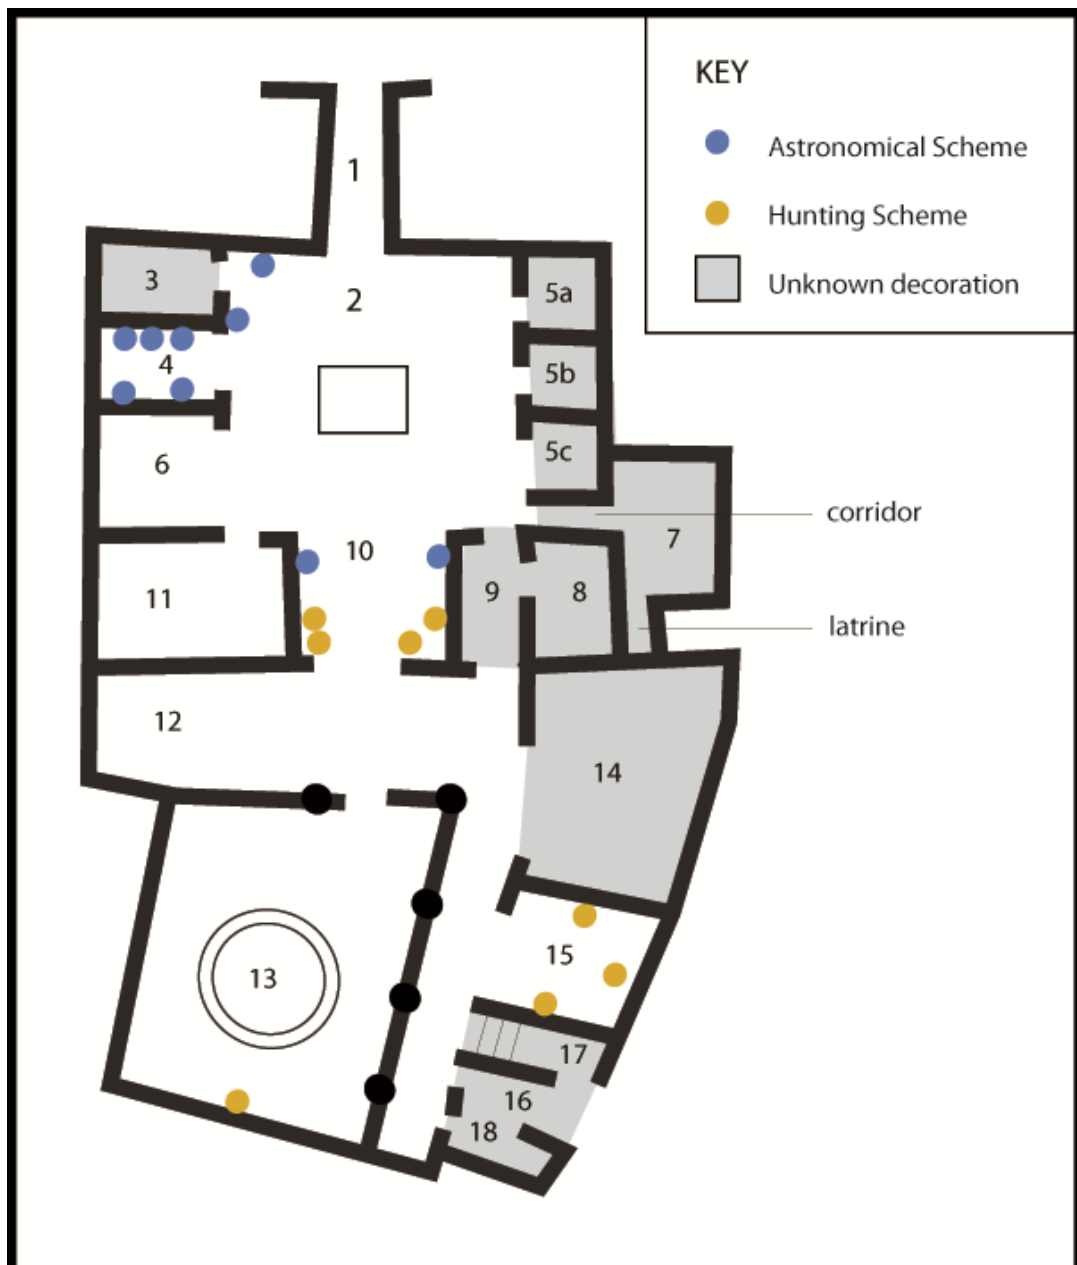 KEY
Astronomical Scheme
Hunting Scheme
Unknown decoration
1
2
3
4
5a
5b
5c
6
corridor
7
8
9
10
11
latrine
12
13
14
15
17
16
18